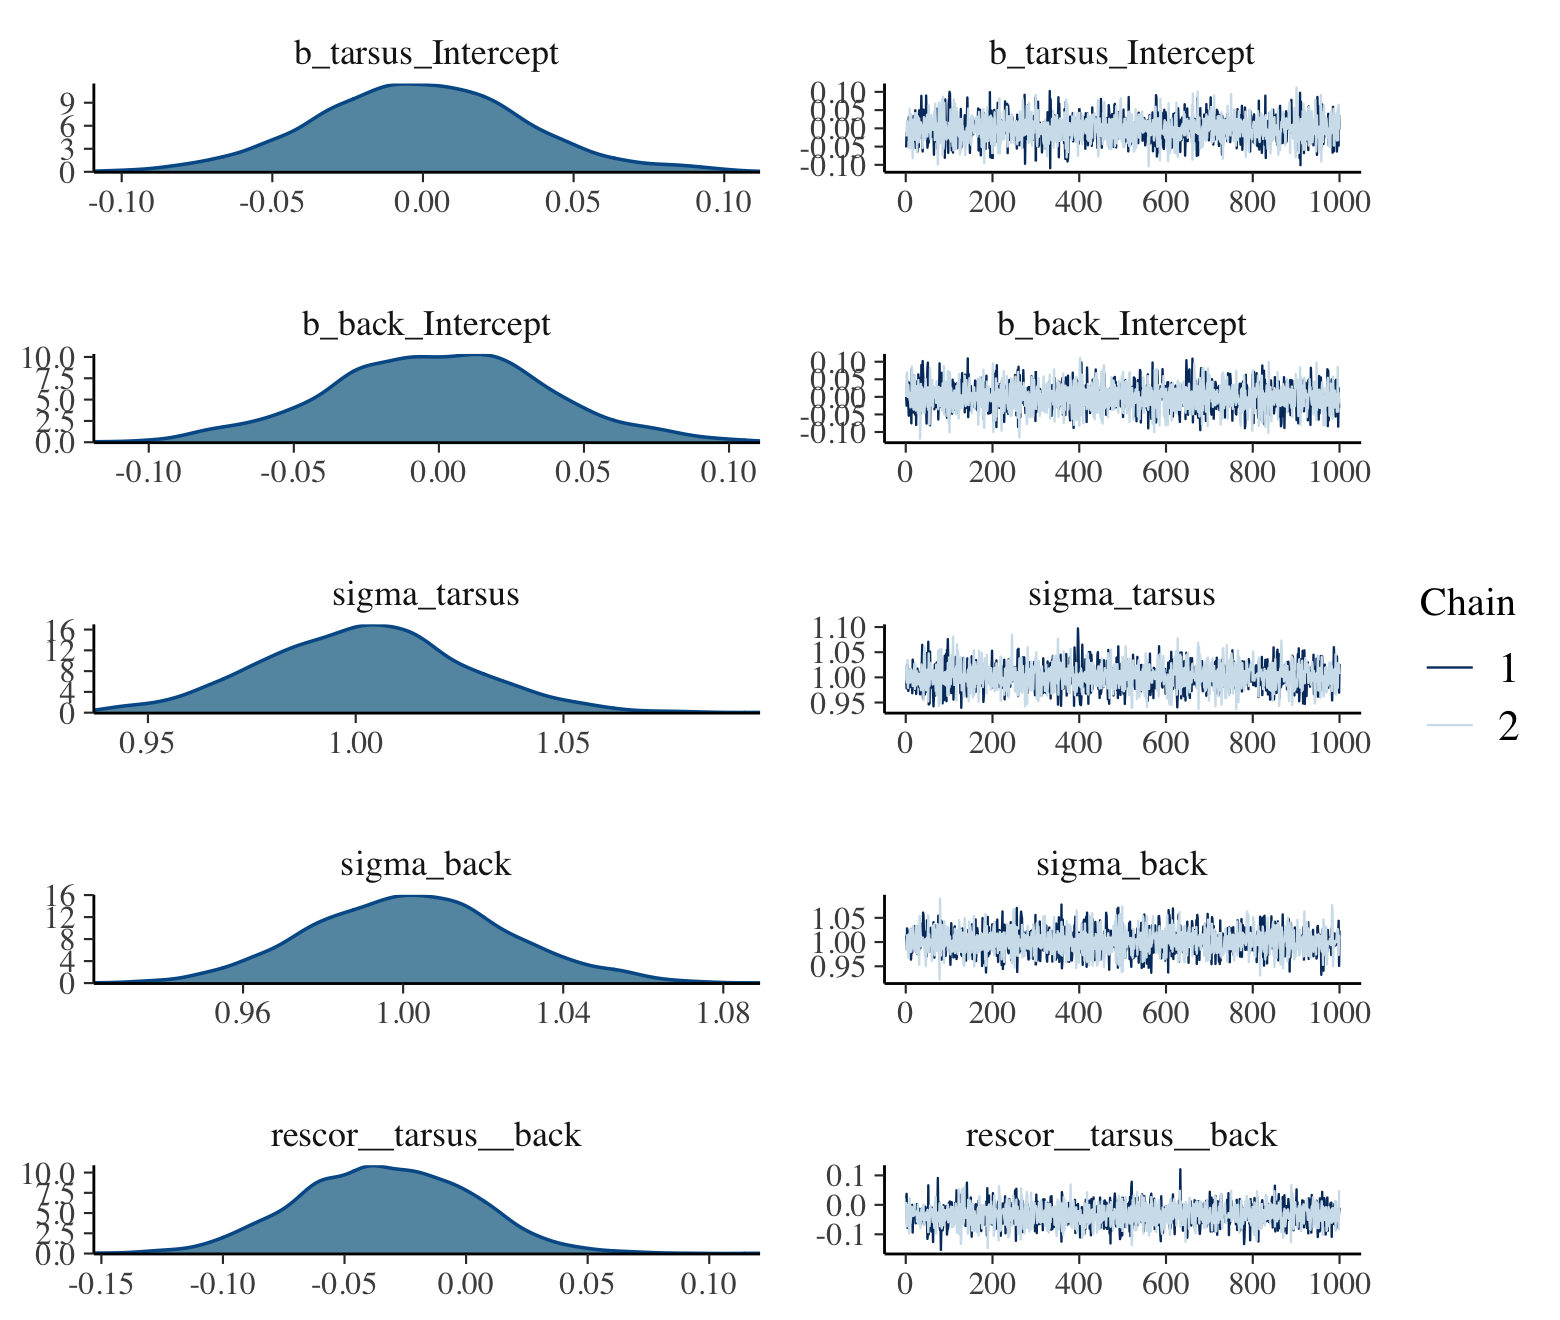 b_tarsus_Intercept
9
6
3
0
-0.10 -0.05 0.00 0.05 0.10
b_tarsus_Intercept
0.10
0.05
0.00
-0.05
-0.10
0 200 400 600 800 1000
b_back_Intercept
10.0
7.5
5.0
2.5
0.0
-0.10 -0.05 0.00 0.05 0.10
b_back_Intercept
0.10
0.05
0.00
-0.05
-0.10
0 200 400 600 800 1000
sigma_tarsus
16
12
8
4
0
0.95 1.00 1.05
sigma_tarsus
1.10
1.05
1.00
0.95
0 200 400 600 800 1000
Chain
1
2
sigma_back
16
12
8
4
0
0.96 1.00 1.04 1.08
sigma_back
1.05
1.00
0.95
0 200 400 600 800 1000
rescor__tarsus__back
10.0
7.5
5.0
2.5
0.0
-0.15 -0.10 -0.05 0.00 0.05 0.10
rescor__tarsus__back
0.1
0.0
-0.1
0 200 400 600 800 1000